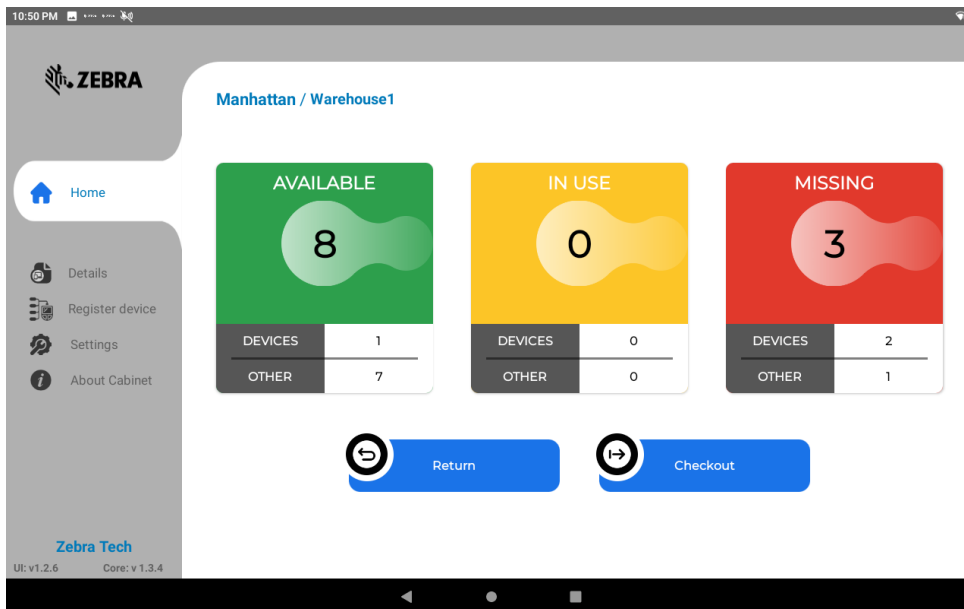 10:50 PM
ZEBRA
Manhattan / Warehouse1
Home
Details
Register device
Settings
About Cabinet
AVAILABLE
8
DEVICES 1
OTHER 7
IN USE
0
DEVICES 0
OTHER 0
MISSING
3
DEVICES 2
OTHER 1
Return
Checkout
Zebra Tech
UI: v1.2.6 Core: v 1.3.4